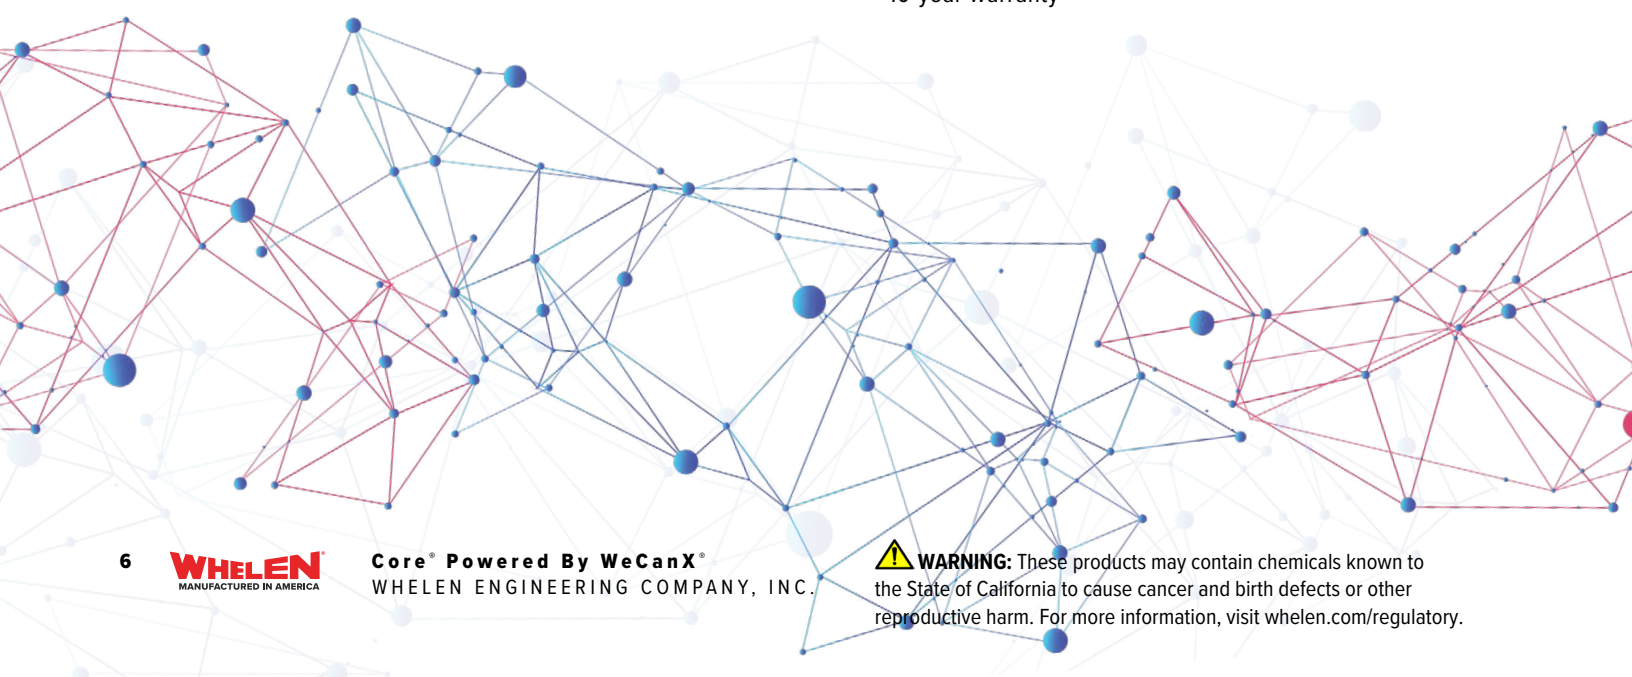 your warranty
6
WHELEN®
MANUFACTURED IN AMERICA
Core® Powered By WeCanX®
WHELEN ENGINEERING COMPANY, INC.
WARNING: These products may contain chemicals known to
the State of California to cause cancer and birth defects or other
reproductive harm. For more information, visit whelen.com/regulatory.